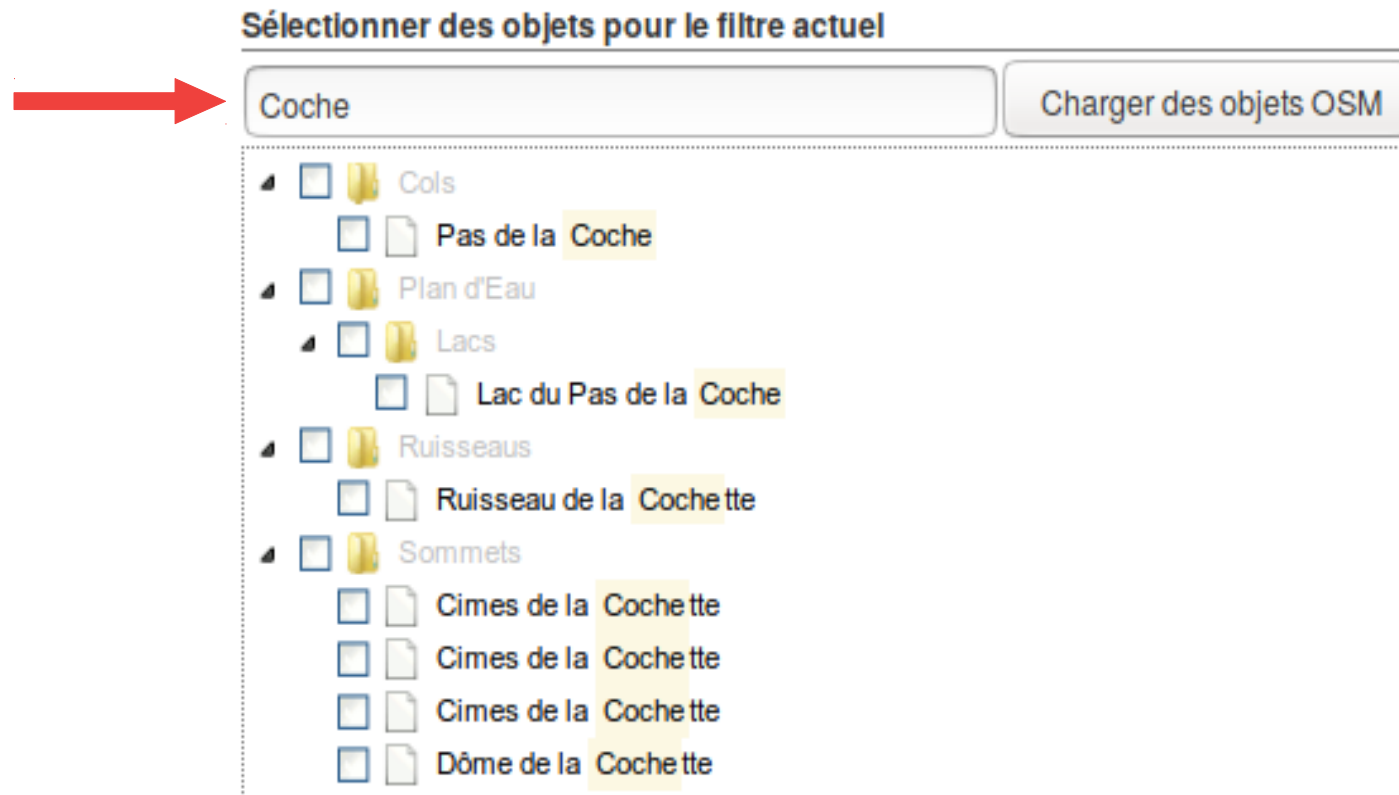 Sélectionner des objets pour le filtre actuel
Coche
Charger des objets OSM
Cols
Pas de la Coche
Plan d'Eau
Lacs
Lac du Pas de la Coche
Ruisseaus
Ruisseau de la Cochette
Sommets
Cimes de la Cochette
Cimes de la Cochette
Cimes de la Cochette
Dôme de la Cochette